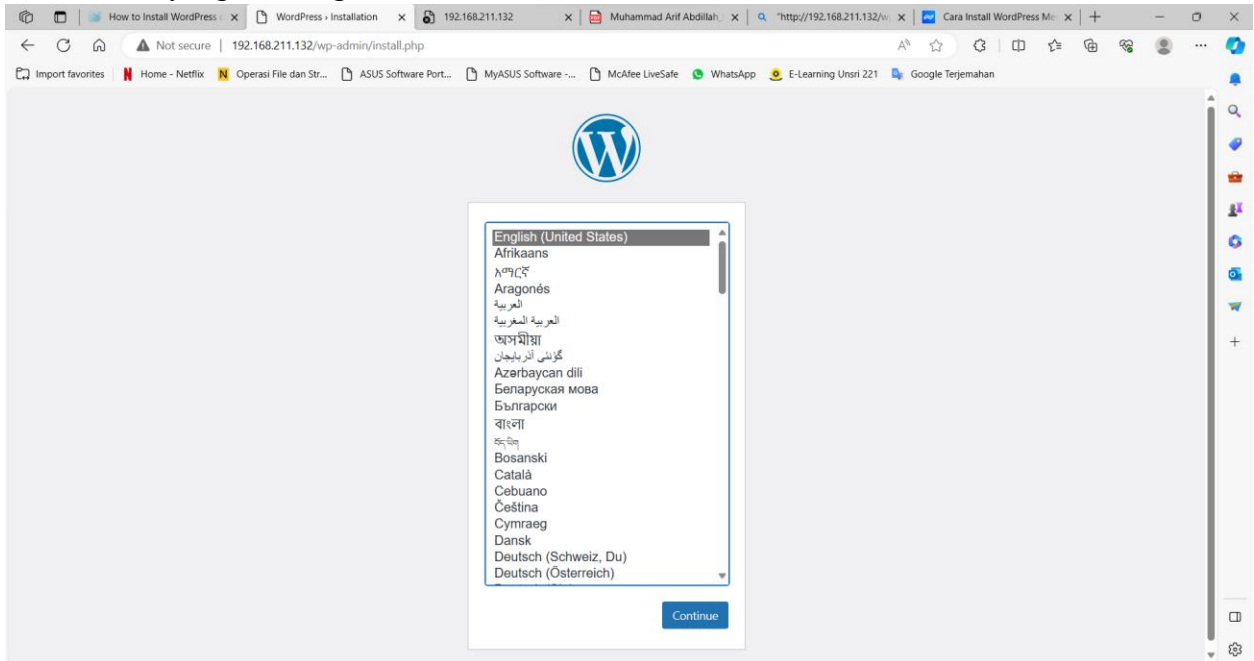 How to Install WordPress
WordPress › Installation
192.168.211.132
Muhammad Arif Abdillah_
"http://192.168.211.132/w
Cara Install WordPress Me
Not secure | 192.168.211.132/wp-admin/install.php
Import favorites
Home - Netflix
Operasi File dan Str...
ASUS Software Port...
MyASUS Software -...
McAfee LiveSafe
WhatsApp
E-Learning Unsri 221
Google Terjemahan
English (United States)
Afrikaans
አማርኛ
Aragonés
العربية
العربية المغربية
অসমীয়া
گؤنئی آذربایجان
Azərbaycan dili
Беларуская мова
Български
বাংলা
བོད་ཡིག
Bosanski
Català
Cebuano
Čeština
Cymraeg
Dansk
Deutsch (Schweiz, Du)
Deutsch (Österreich)
Continue